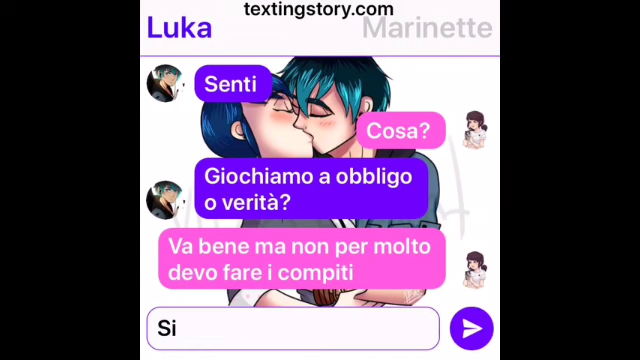 textingstory.com
Luka
Marinette
Senti
Cosa?
Giochiamo a obbligo
o verità?
Va bene ma non per molto
devo fare i compiti
Si